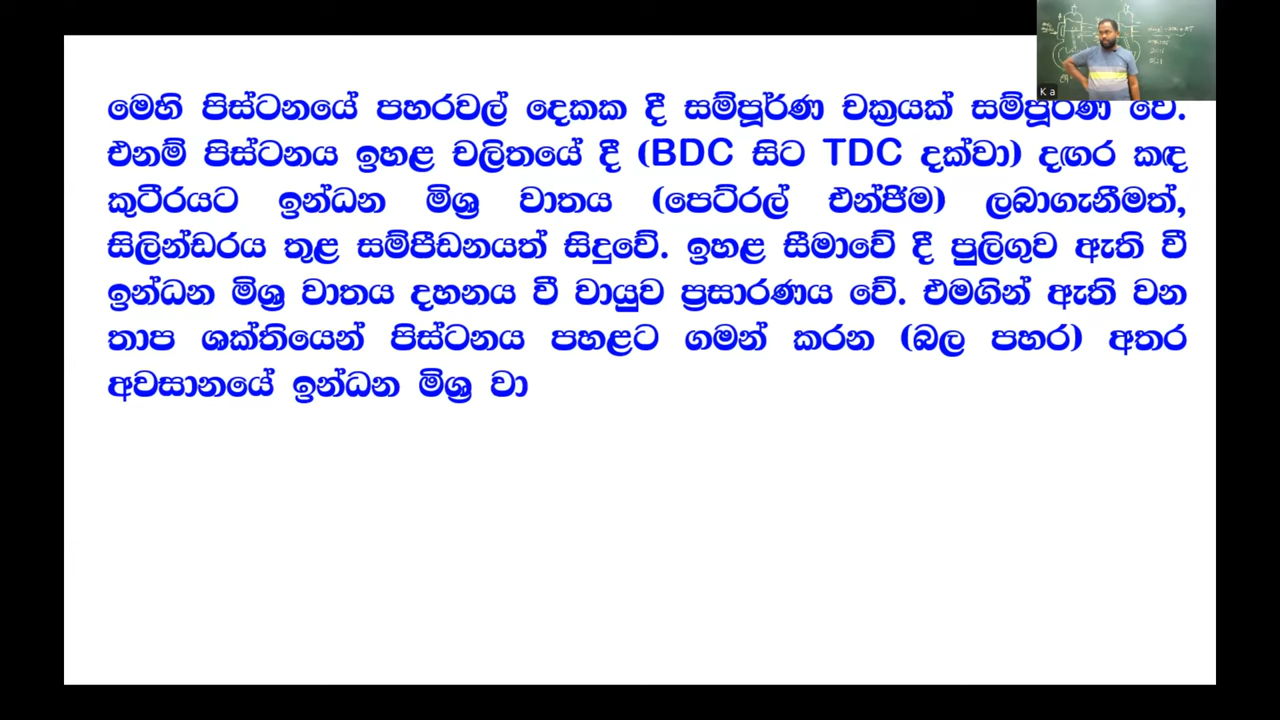 මෙහි පිස්ටනයේ පහරවල් දෙකක දී සම්පූර්ණ චක්‍රයක් සම්පූර්ණ වේ.
එනම් පිස්ටනය ඉහළ චලිතයේ දී (BDC සිට TDC දක්වා) දඟර කඳ
කුටීරයට ඉන්ධන මිශ්‍ර වාතය (පෙට්රල් එන්ජිම) ලබාගැනීමත්,
සිලින්ඩරය තුළ සම්පීඩනයත් සිදුවේ. ඉහළ සීමාවේ දී පුලිගුව ඇති වී
ඉන්ධන මිශ්‍ර වාතය දහනය වී වායුව ප්‍රසාරණය වේ. එමගින් ඇති වන
තාප ශක්තියෙන් පිස්ටනය පහළට ගමන් කරන (බල පහර) අතර
අවසානයේ ඉන්ධන මිශ්‍ර වා
K a